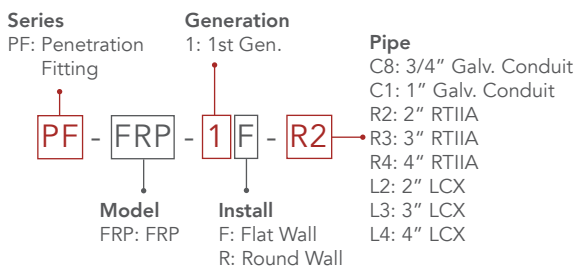 Series
PF: Penetration
Fitting
Generation
1: 1st Gen.
Pipe
C8: 3/4” Galv. Conduit
C1: 1” Galv. Conduit
R2: 2” RTIIA
R3: 3” RTIIA
R4: 4” RTIIA
L2: 2” LCX
L3: 3” LCX
L4: 4” LCX
PF - FRP - 1 F - R2
Model
FRP: FRP
Install
F: Flat Wall
R: Round Wall